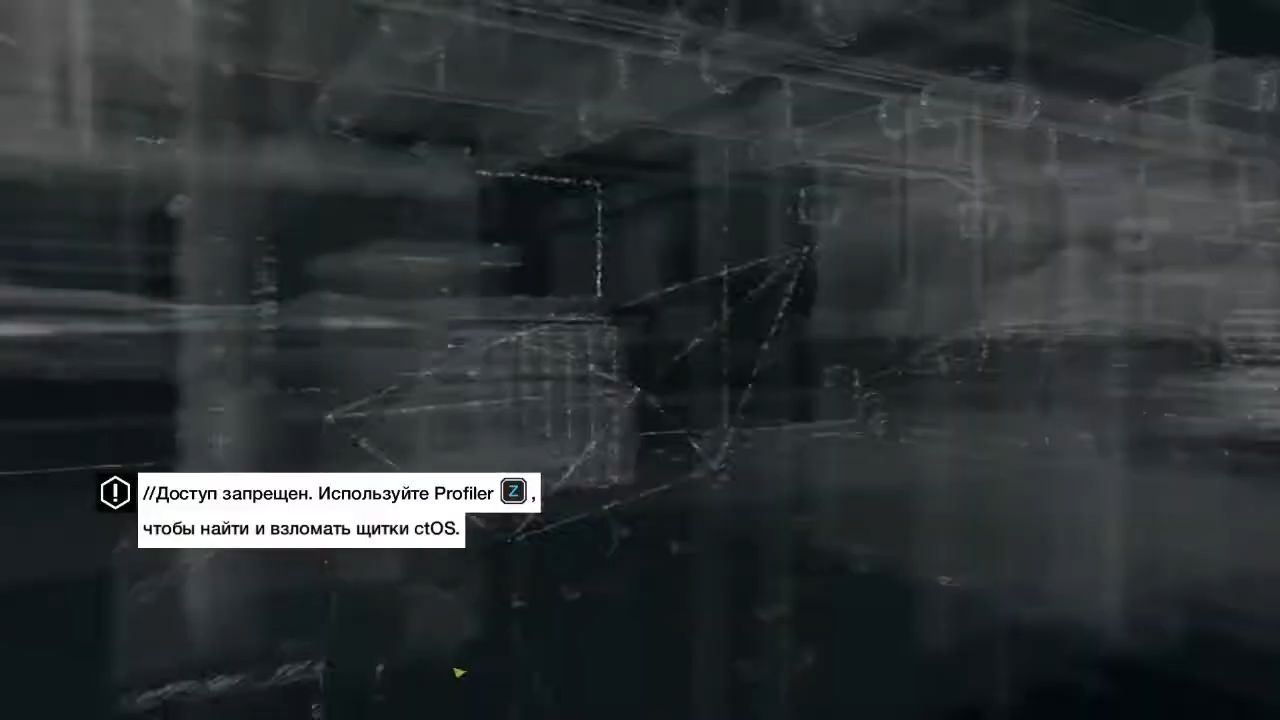 //Доступ запрещен. Используйте Profiler Z,
чтобы найти и взломать щитки ctOS.